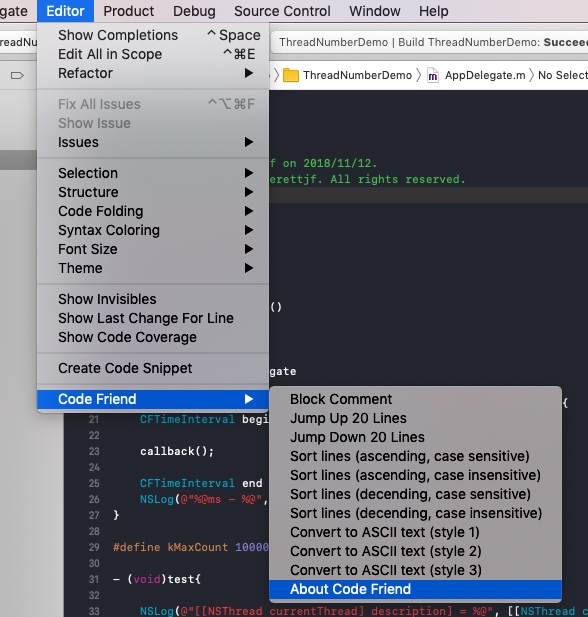 gate Editor Product Debug Source Control Window Help
ThreadNumberDemo | Build ThreadNumberDemo: Succee
ThreadNumberDemo AppDelegate.m No Select
Show Completions ^ Space
Edit All in Scope ^⌘E
Refactor
Fix All Issues ^⌥⌘F
Show Issue
Issues
Selection
Structure
Code Folding
Syntax Coloring
Font Size
Theme
Show Invisibles
Show Last Change For Line
Show Code Coverage
Create Code Snippet
Code Friend
Block Comment
Jump Up 20 Lines
Jump Down 20 Lines
Sort lines (ascending, case sensitive)
Sort lines (ascending, case insensitive)
Sort lines (decending, case sensitive)
Sort lines (decending, case insensitive)
Convert to ASCII text (style 1)
Convert to ASCII text (style 2)
Convert to ASCII text (style 3)
About Code Friend
f on 2018/11/12.
erettjf. All rights reserved.
()
gate
{
21 CFTimeInterval begi
22
23 callback();
24
25 CFTimeInterval end
26 NSLog(@"%@ms – %@",
27 }
28
29 #define kMaxCount 10000
30
31 – (void)test{
32
33 NSLog(@"[[NSThread currentThread] description] = %@", [[NSThread c